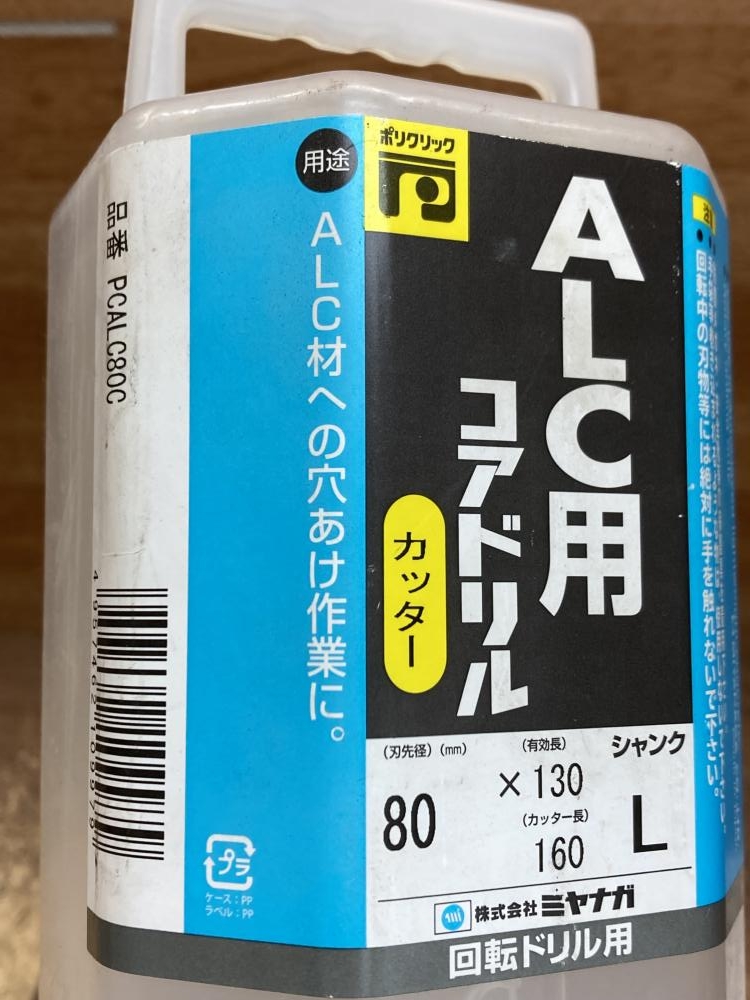 品番 PCALC80C
4 957462 109979
用途
ALC材への穴あけ作業に。
プラ
ケース:PP
ラベル:PP
ポリクリック
ALC用
コアドリル
カッター
(刃先径) (mm)
80
(有効長)
×130
(カッター長)
160
シャンク
L
株式会社ミヤナガ
回転ドリル用
回転中の刃物等には絶対に手を触れないで下さい。